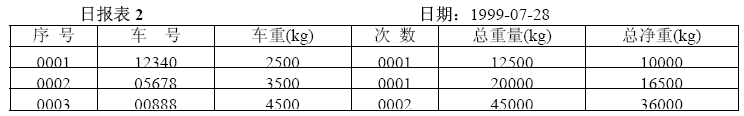 日报表 2 日期：1999-07-28
序 号 车 号 车重(kg) 次 数 总重量(kg) 总净重(kg)
0001 12340 2500 0001 12500 10000
0002 05678 3500 0001 20000 16500
0003 00888 4500 0002 45000 36000